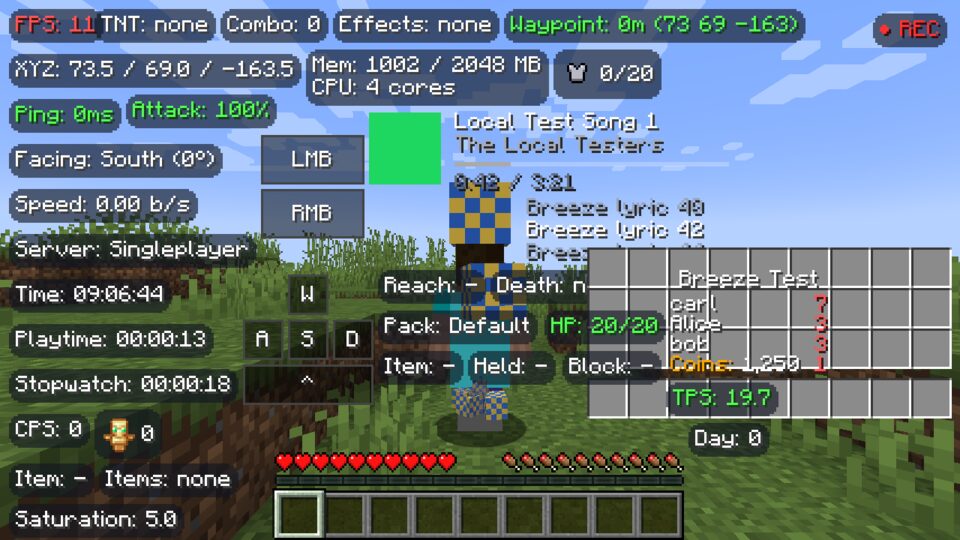 FPS: 11 TNT: none Combo: 0 Effects: none Waypoint: 0m (73 69 -163) REC
XYZ: 73.5 / 69.0 / -163.5
Mem: 1002 / 2048 MB
CPU: 4 cores
0/20
Ping: 0ms Attack: 100%
Local Test Song 1
The Local Testers
0:42 / 3:21
Facing: South (0°)
LMB
RMB
Speed: 0.00 b/s
Breeze lyric 42
Server: Singleplayer
Breeze Test
Time: 09:06:44
W
Reach: - Death: n
carl 7
Alice 3
bob 3
Coins: 1,250 1
Playtime: 00:00:13
A S D
Pack: Default HP: 20/20
Item: - Held: - Block: -
Stopwatch: 00:00:18
^
TPS: 19.7
CPS: 0
0
Day: 0
Item: - Items: none
Saturation: 5.0